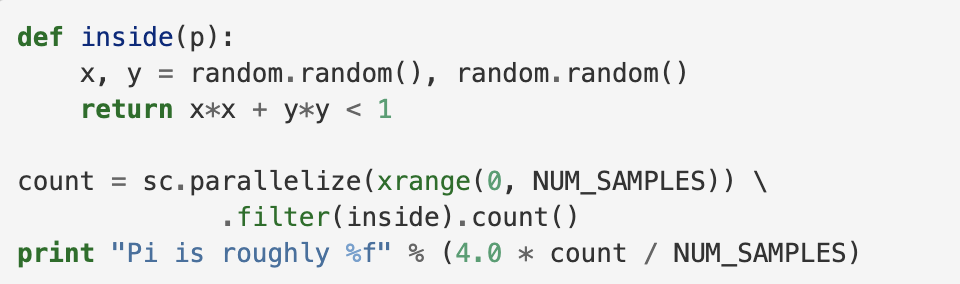 def inside(p):
    x, y = random.random(), random.random()
    return x*x + y*y < 1

count = sc.parallelize(xrange(0, NUM_SAMPLES)) \
             .filter(inside).count()
print "Pi is roughly %f" % (4.0 * count / NUM_SAMPLES)